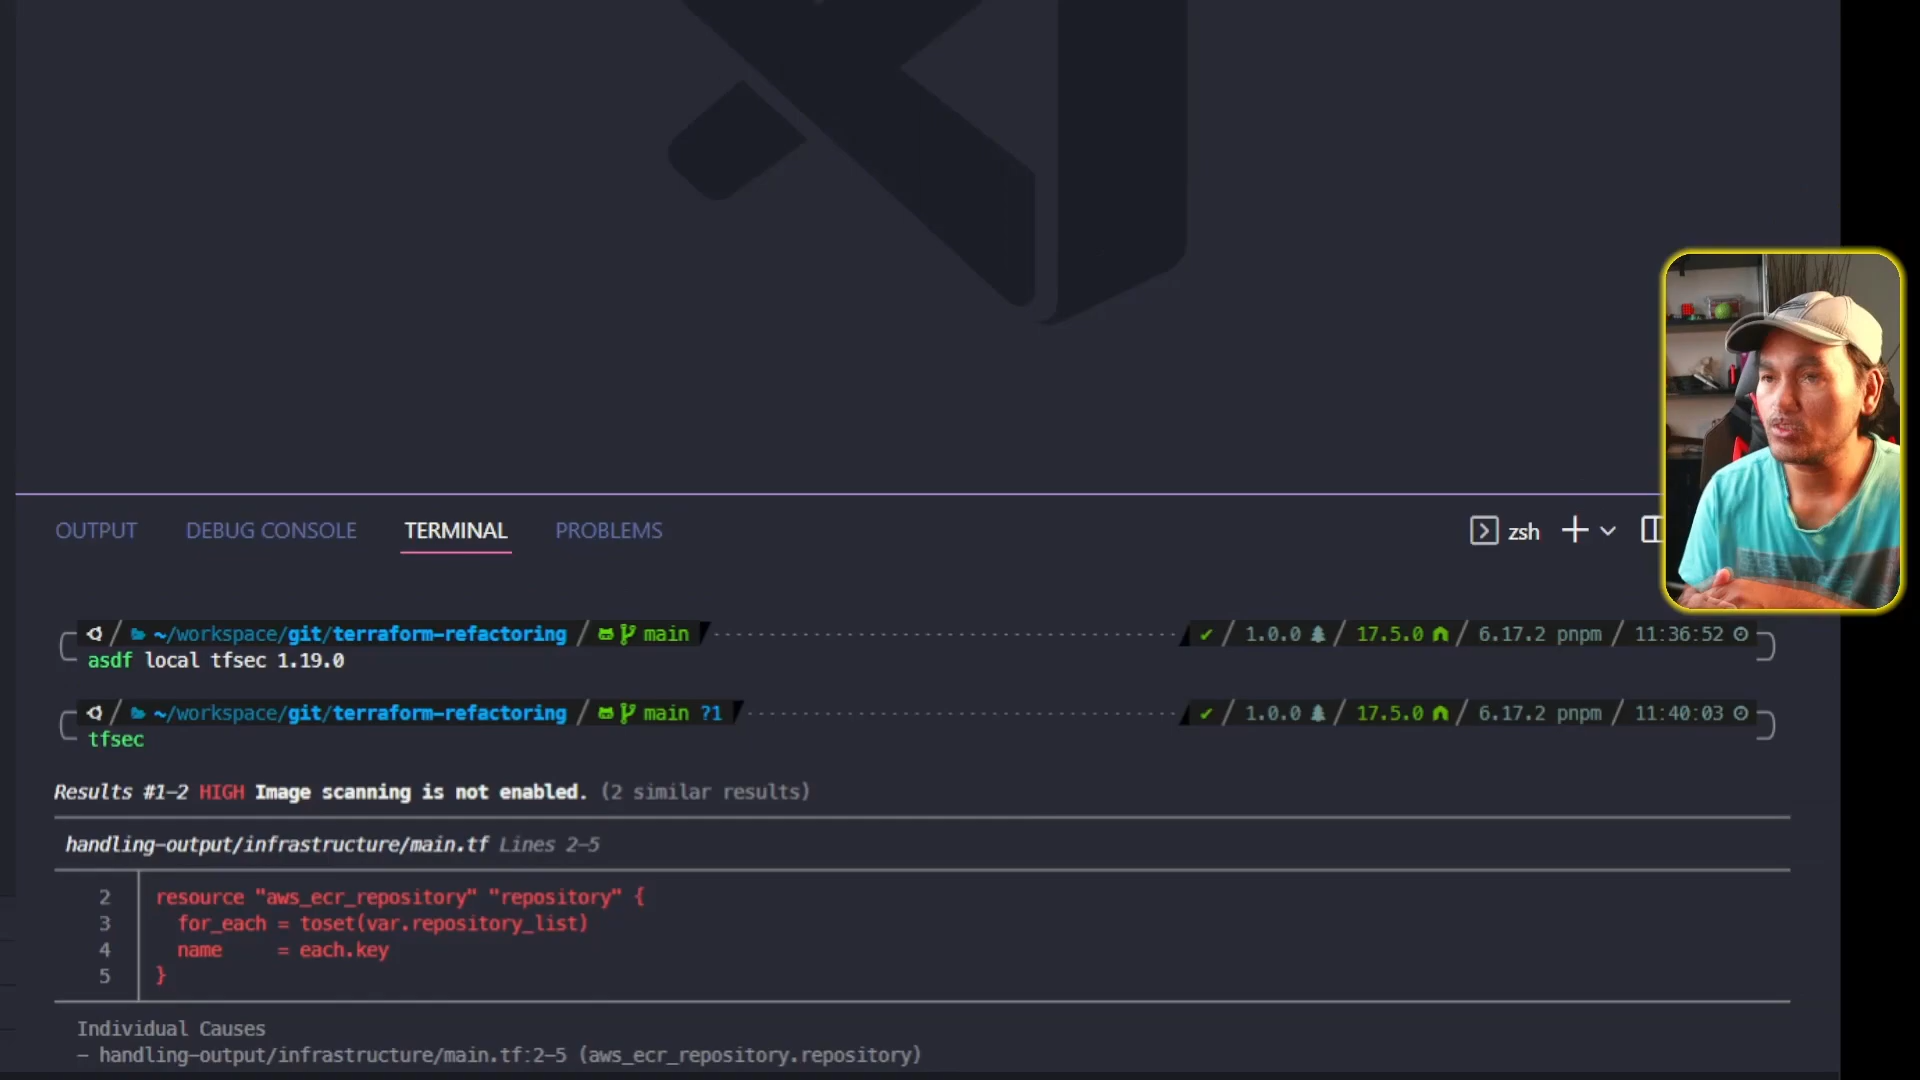 OUTPUT DEBUG CONSOLE TERMINAL PROBLEMS zsh
~/workspace/git/terraform-refactoring / main ✔ / 1.0.0 / 17.5.0 / 6.17.2 pnpm / 11:36:52
asdf local tfsec 1.19.0
~/workspace/git/terraform-refactoring / main ?1 ✔ / 1.0.0 / 17.5.0 / 6.17.2 pnpm / 11:40:03
tfsec
Results #1-2 HIGH Image scanning is not enabled. (2 similar results)
handling-output/infrastructure/main.tf Lines 2-5
2 resource "aws_ecr_repository" "repository" {
3 for_each = toset(var.repository_list)
4 name = each.key
5 }
Individual Causes
- handling-output/infrastructure/main.tf:2-5 (aws_ecr_repository.repository)